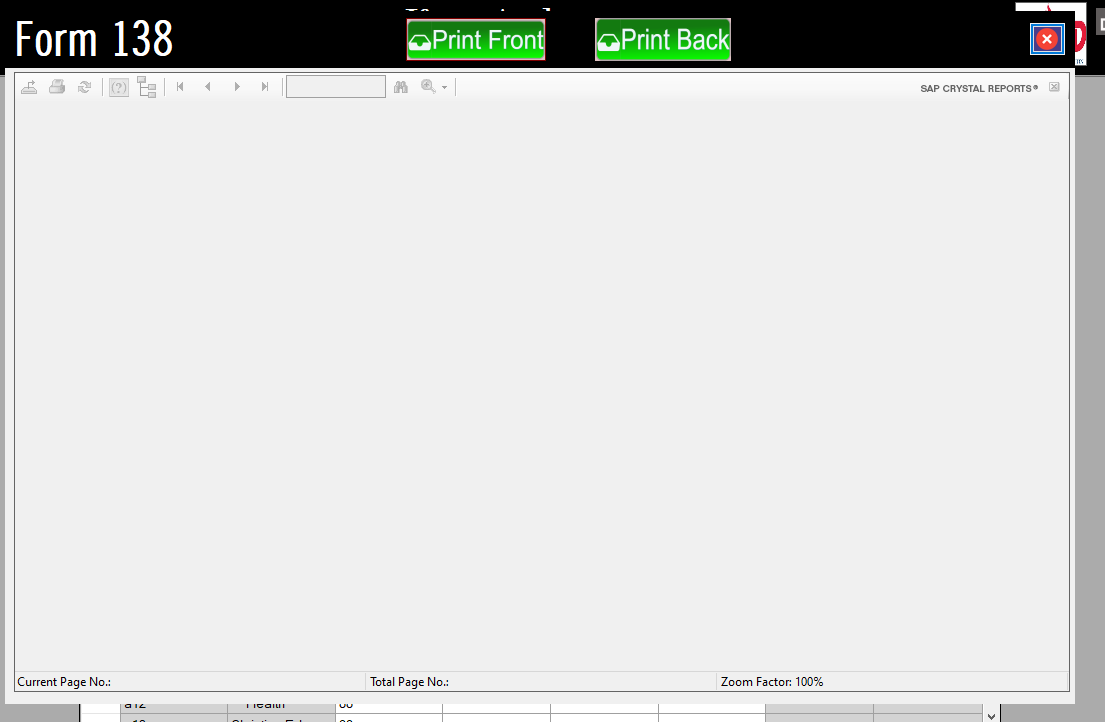 Form 138
Print Front
Print Back
SAP CRYSTAL REPORTS®
Current Page No.:
Total Page No.:
Zoom Factor: 100%
a12
Health